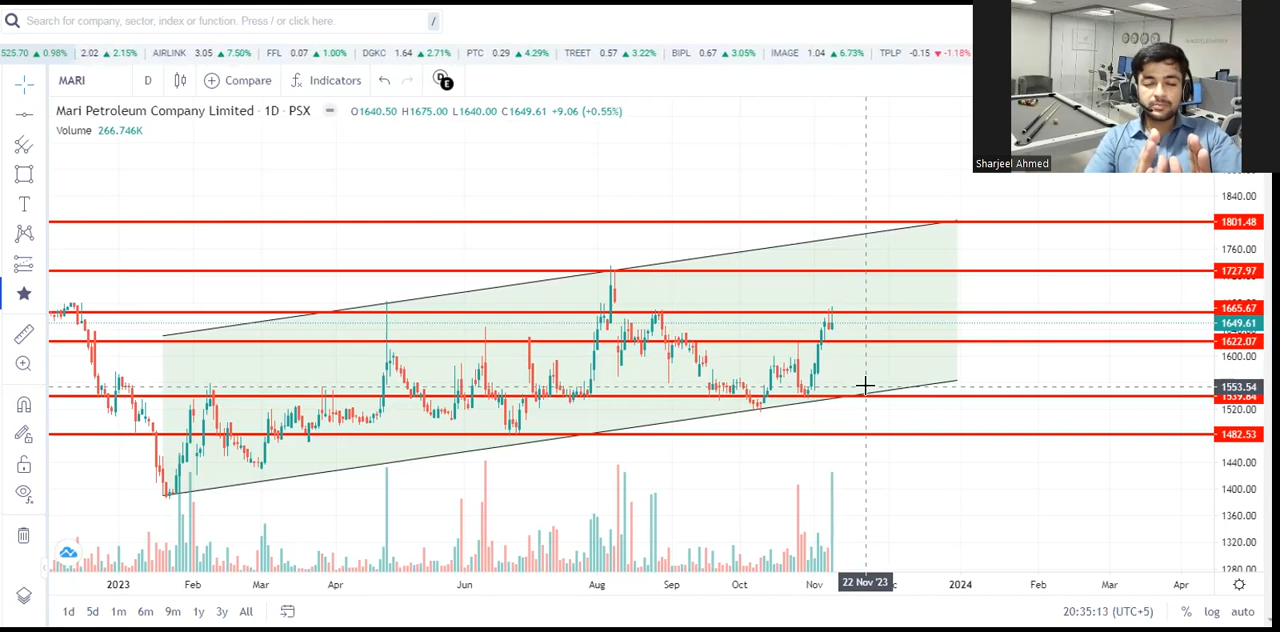 Search for company, sector, index or function. Press / or click here.
/
525.70 ▲ 0.98% 2.02 ▲ 2.15% AIRLINK 3.05 ▲ 7.50% FFL 0.07 ▲ 1.00% DGKC 1.64 ▲ 2.71% PTC 0.29 ▲ 4.29% TREET 0.57 ▲ 3.22% BIPL 0.67 ▲ 3.05% IMAGE 1.04 ▲ 6.73% TPLP -0.15 ▼ -1.18%
MARI D Compare Indicators D E
Mari Petroleum Company Limited · 1D · PSX O1640.50 H1675.00 L1640.00 C1649.61 +9.06 (+0.55%)
Volume 266.746K
Sharjeel Ahmed
1840.00
1801.48
1760.00
1727.97
1665.67
1649.61
1622.07
1600.00
1553.54
1539.84
1520.00
1482.53
1440.00
1400.00
1360.00
1320.00
1280.00
2023 Feb Mar Apr Jun Aug Sep Oct Nov 22 Nov '23 2024 Feb Mar Apr
1d 5d 1m 6m 9m 1y 3y All 20:35:13 (UTC+5) % log auto